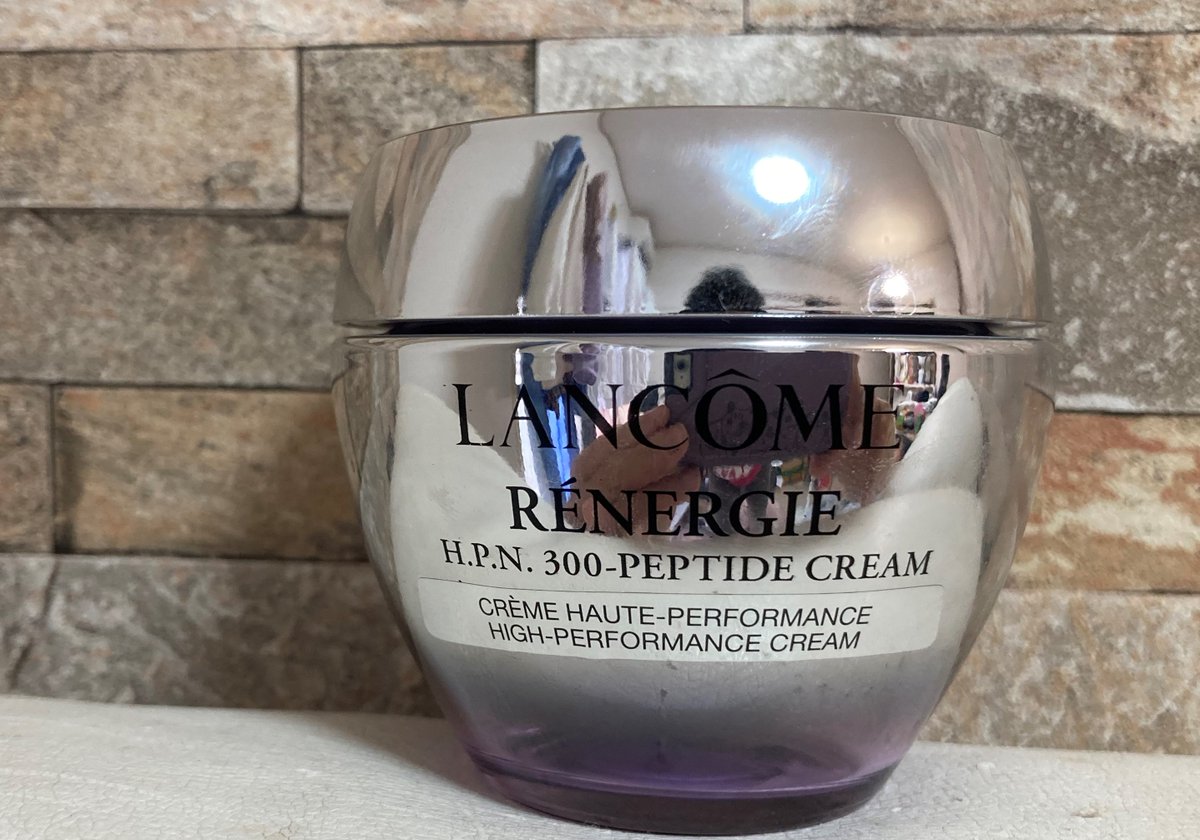 LANCÔME
RÉNERGIE
H.P.N. 300-PEPTIDE CREAM
CRÈME HAUTE-PERFORMANCE
HIGH-PERFORMANCE CREAM